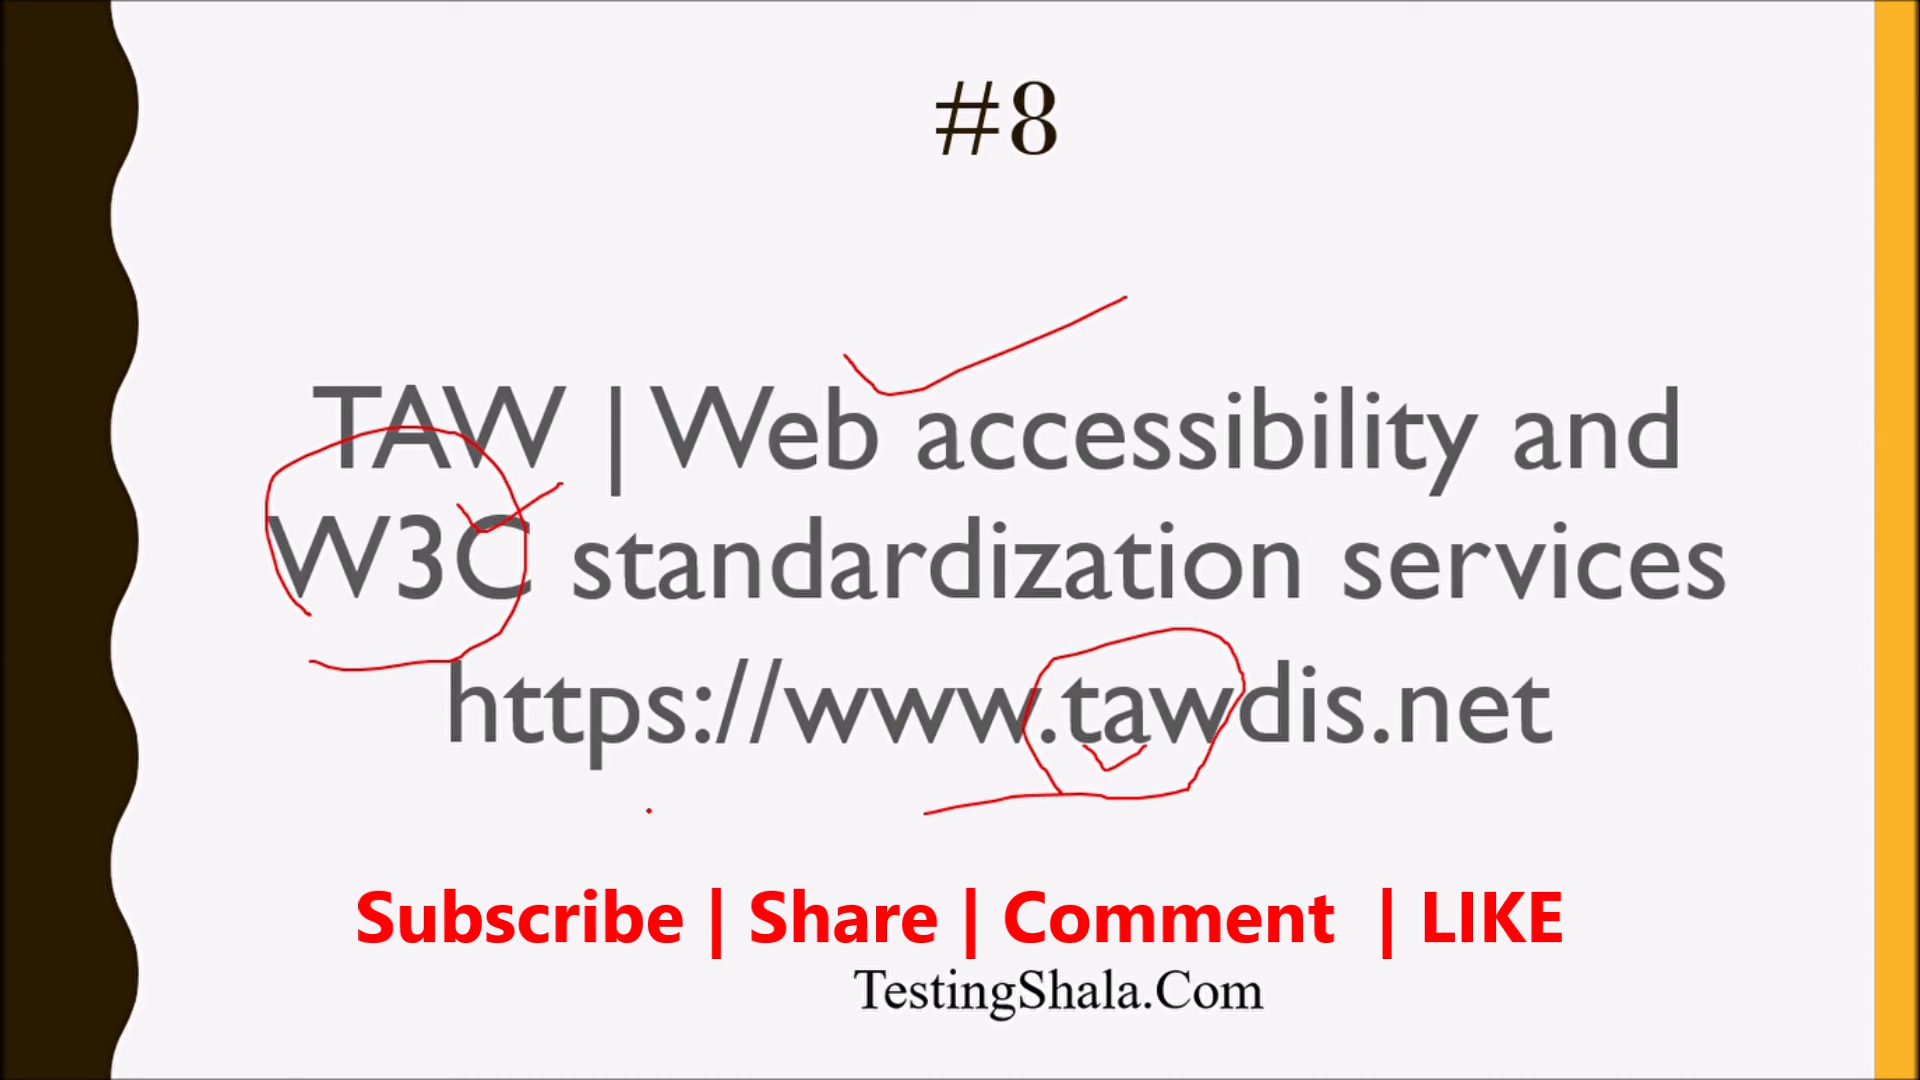 #8
TAW | Web accessibility and
W3C standardization services
https://www.tawdis.net
Subscribe | Share | Comment | LIKE
TestingShala.Com